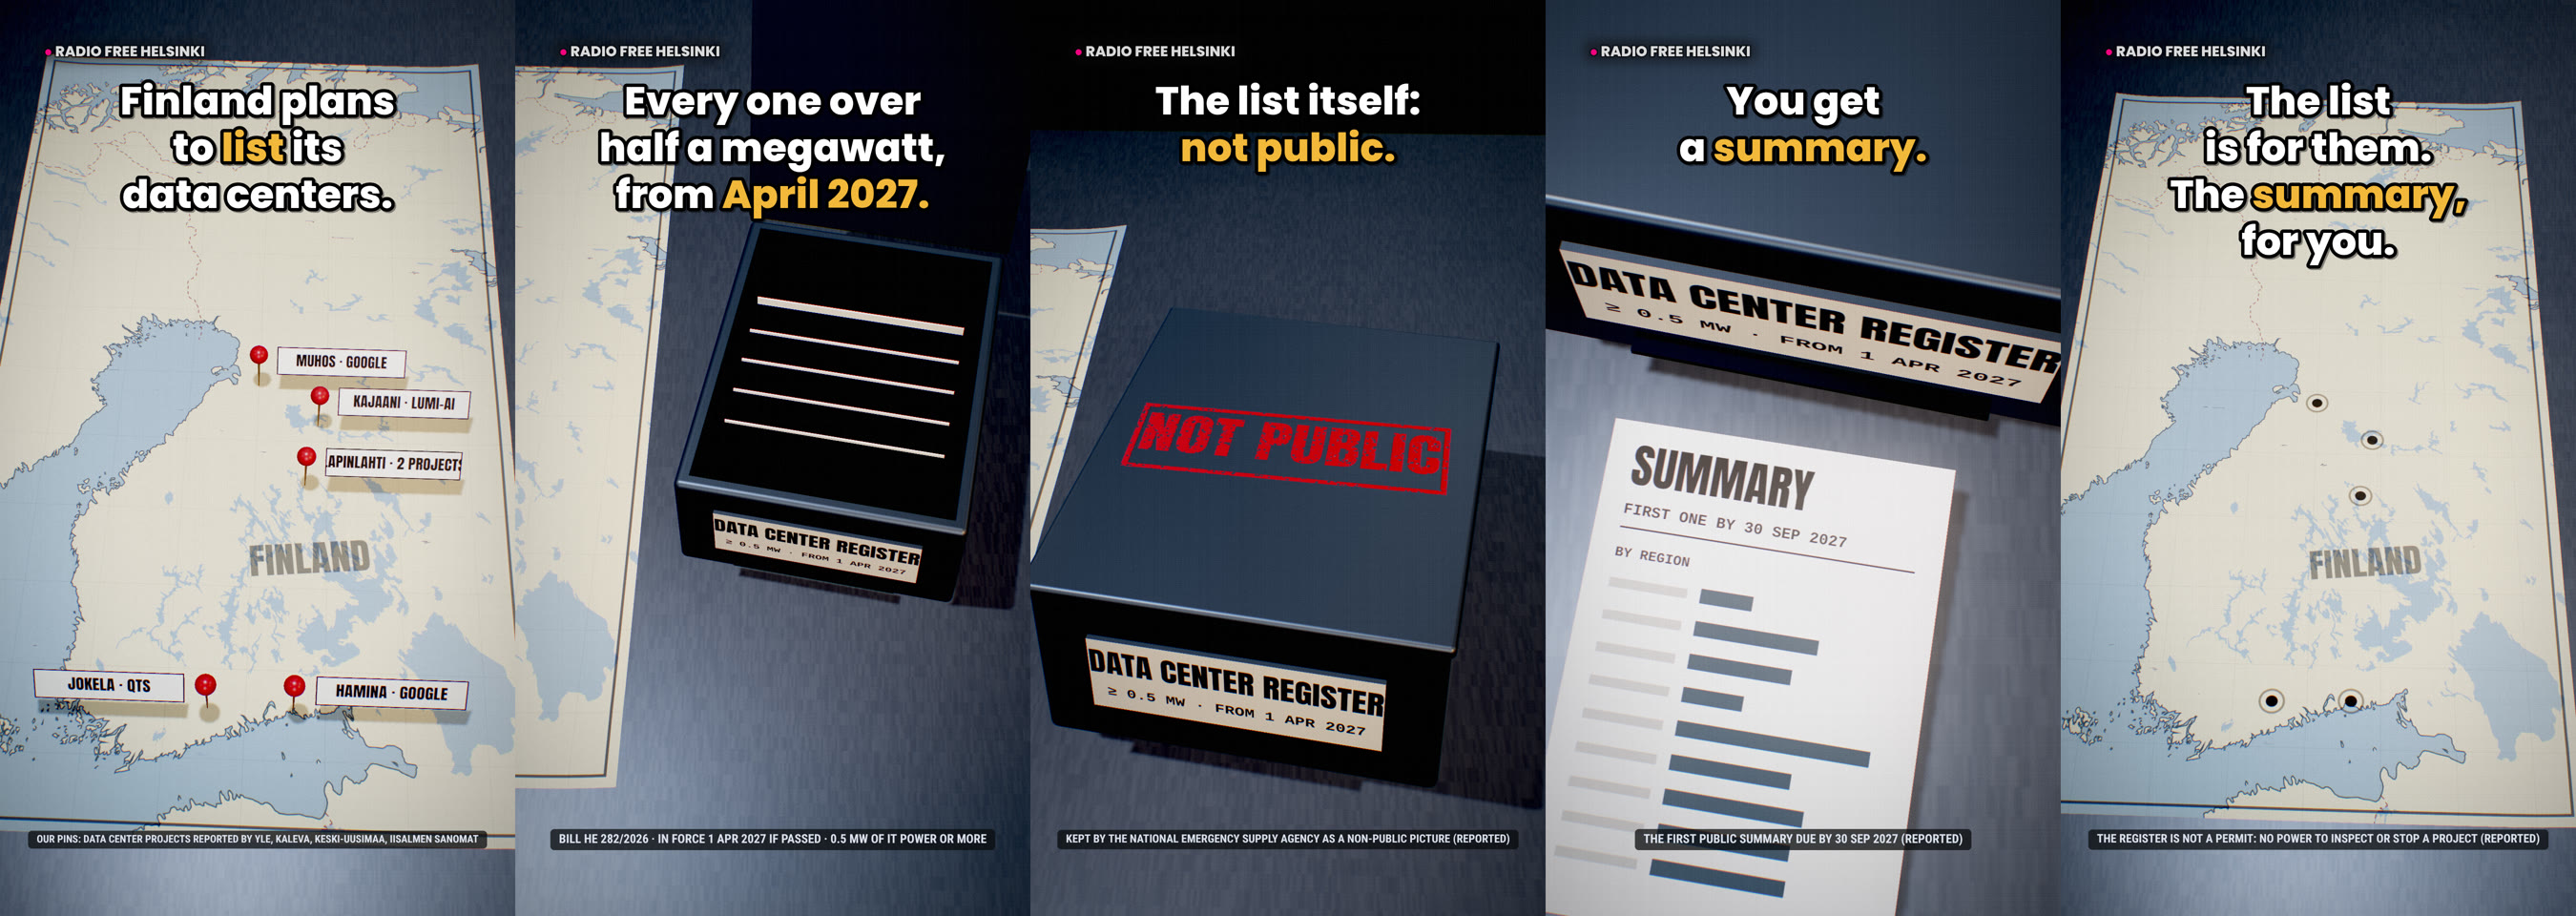 RADIO FREE HELSINKI
Finland plans
to list its
data centers.
MUHOS · GOOGLE
KAJAANI · LUMI-AI
APINLAHTI · 2 PROJECT
FINLAND
JOKELA · QTS
HAMINA · GOOGLE
OUR PINS: DATA CENTER PROJECTS REPORTED BY YLE, KALEVA, KESKI-UUSIMAA, IISALMEN SANOMAT
RADIO FREE HELSINKI
Every one over
half a megawatt,
from April 2027.
DATA CENTER REGISTER
≥ 0.5 MW · FROM 1 APR 2027
BILL HE 282/2026 · IN FORCE 1 APR 2027 IF PASSED · 0.5 MW OF IT POWER OR MORE
RADIO FREE HELSINKI
The list itself:
not public.
NOT PUBLIC
DATA CENTER REGISTER
≥ 0.5 MW · FROM 1 APR 2027
KEPT BY THE NATIONAL EMERGENCY SUPPLY AGENCY AS A NON-PUBLIC PICTURE (REPORTED)
RADIO FREE HELSINKI
You get
a summary.
DATA CENTER REGISTER
≥ 0.5 MW · FROM 1 APR 2027
SUMMARY
FIRST ONE BY 30 SEP 2027
BY REGION
THE FIRST PUBLIC SUMMARY DUE BY 30 SEP 2027 (REPORTED)
RADIO FREE HELSINKI
The list
is for them.
The summary,
for you.
FINLAND
THE REGISTER IS NOT A PERMIT: NO POWER TO INSPECT OR STOP A PROJECT (REPORTED)